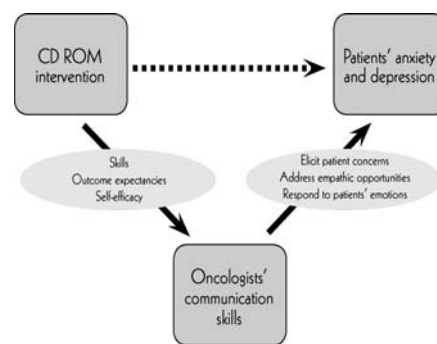 CD ROM
intervention
Patients' anxiety
and depression
Skills
Outcome expectancies
Self-efficacy
Elicit patient concerns
Address empathic opportunities
Respond to patients' emotions
Oncologists'
communication
skills